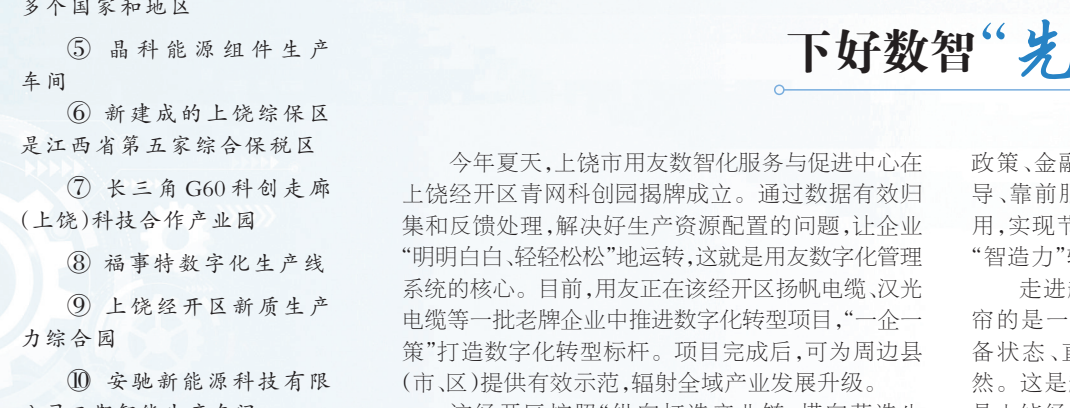 多个国家和地区
⑤ 晶科能源组件生产
车间
⑥ 新建成的上饶综保区
是江西省第五家综合保税区
⑦ 长三角G60科创走廊
(上饶)科技合作产业园
⑧ 福事特数字化生产线
⑨ 上饶经开区新质生产
力综合园
⑩ 安驰新能源科技有限
下好数智“先
今年夏天,上饶市用友数智化服务与促进中心在
上饶经开区青网科创园揭牌成立。通过数据有效归
集和反馈处理,解决好生产资源配置的问题,让企业
“明明白白、轻轻松松”地运转,这就是用友数字化管理
系统的核心。目前,用友正在该经开区扬帆电缆、汉光
电缆等一批老牌企业中推进数字化转型项目,“一企一
策”打造数字化转型标杆。项目完成后,可为周边县
(市、区)提供有效示范,辐射全域产业发展升级。
政策、金融
导、靠前服
用,实现节
“智造力”
走进
帘的是一
备状态、直
然。这是